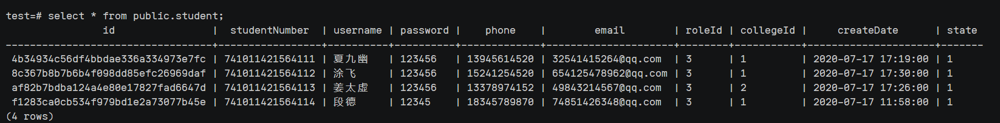 test=# select * from public.student;
                id                |  studentNumber  | username | password |    phone    |        email        | roleId | collegeId |     createDate      | state
----------------------------------+-----------------+----------+----------+-------------+---------------------+--------+-----------+---------------------+-------
 4b34934c56df4bbdae336a334973e7fc | 741011421564111 | 夏九幽   | 123456   | 13945614520 | 32541415264@qq.com  | 3      | 1         | 2020-07-17 17:19:00 | 1
 8c367b8b7b6b4f098dd85efc26969daf | 741011421564112 | 涂飞     | 123456   | 15241254520 | 654125478962@qq.com | 3      | 1         | 2020-07-17 17:30:00 | 1
 af82b7bdba124a4e80e17827fad6647d | 741011421564113 | 姜太虚   | 123456   | 13378974152 | 49843214567@qq.com  | 3      | 2         | 2020-07-17 17:26:00 | 1
 f1283ca0cb534f979bd1e2a73077b45e | 741011421564114 | 段德     | 12345    | 18345789870 | 74851426348@qq.com  | 3      | 1         | 2020-07-17 11:58:00 | 1
(4 rows)